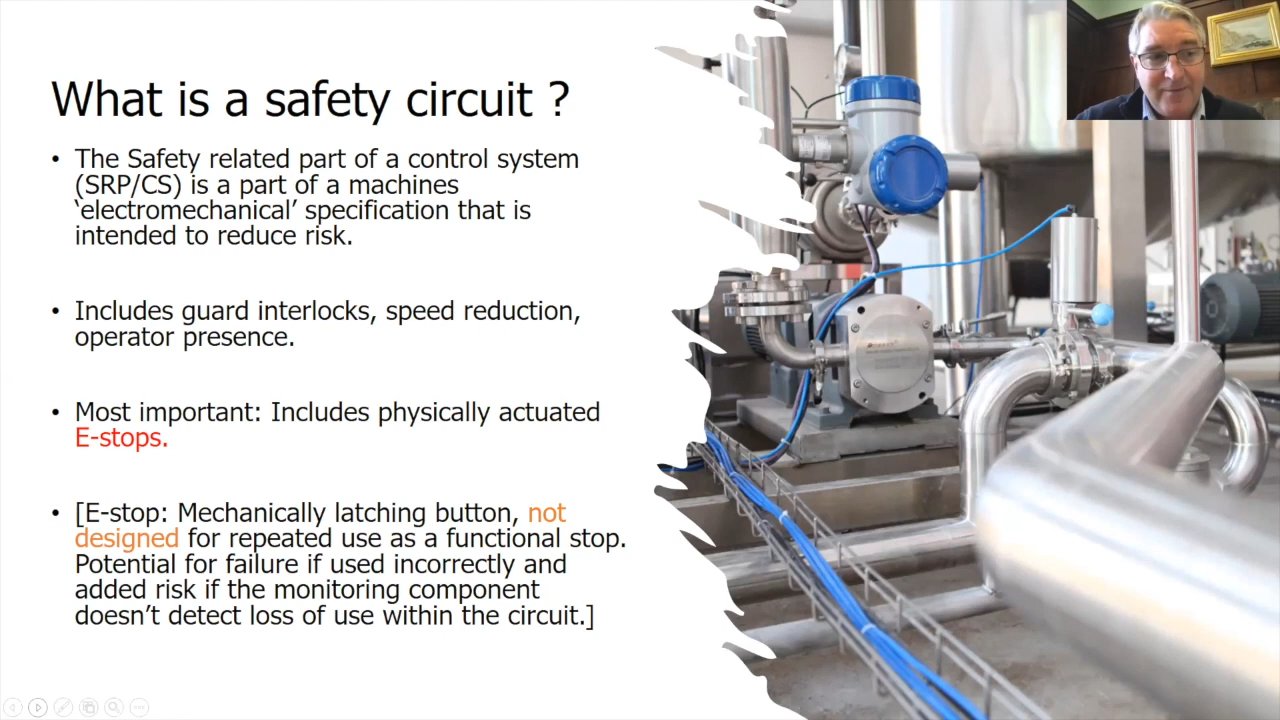 What is a safety circuit ?
• The Safety related part of a control system
(SRP/CS) is a part of a machines
‘electromechanical’ specification that is
intended to reduce risk.
• Includes guard interlocks, speed reduction,
operator presence.
• Most important: Includes physically actuated
E-stops.
• [E-stop: Mechanically latching button, not
designed for repeated use as a functional stop.
Potential for failure if used incorrectly and
added risk if the monitoring component
doesn’t detect loss of use within the circuit.]